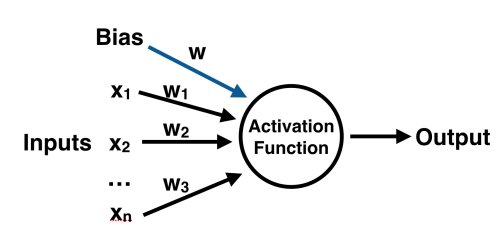 Bias
w
x1
w1
Inputs
x2
w2
Activation
Function
Output
...
w3
xn